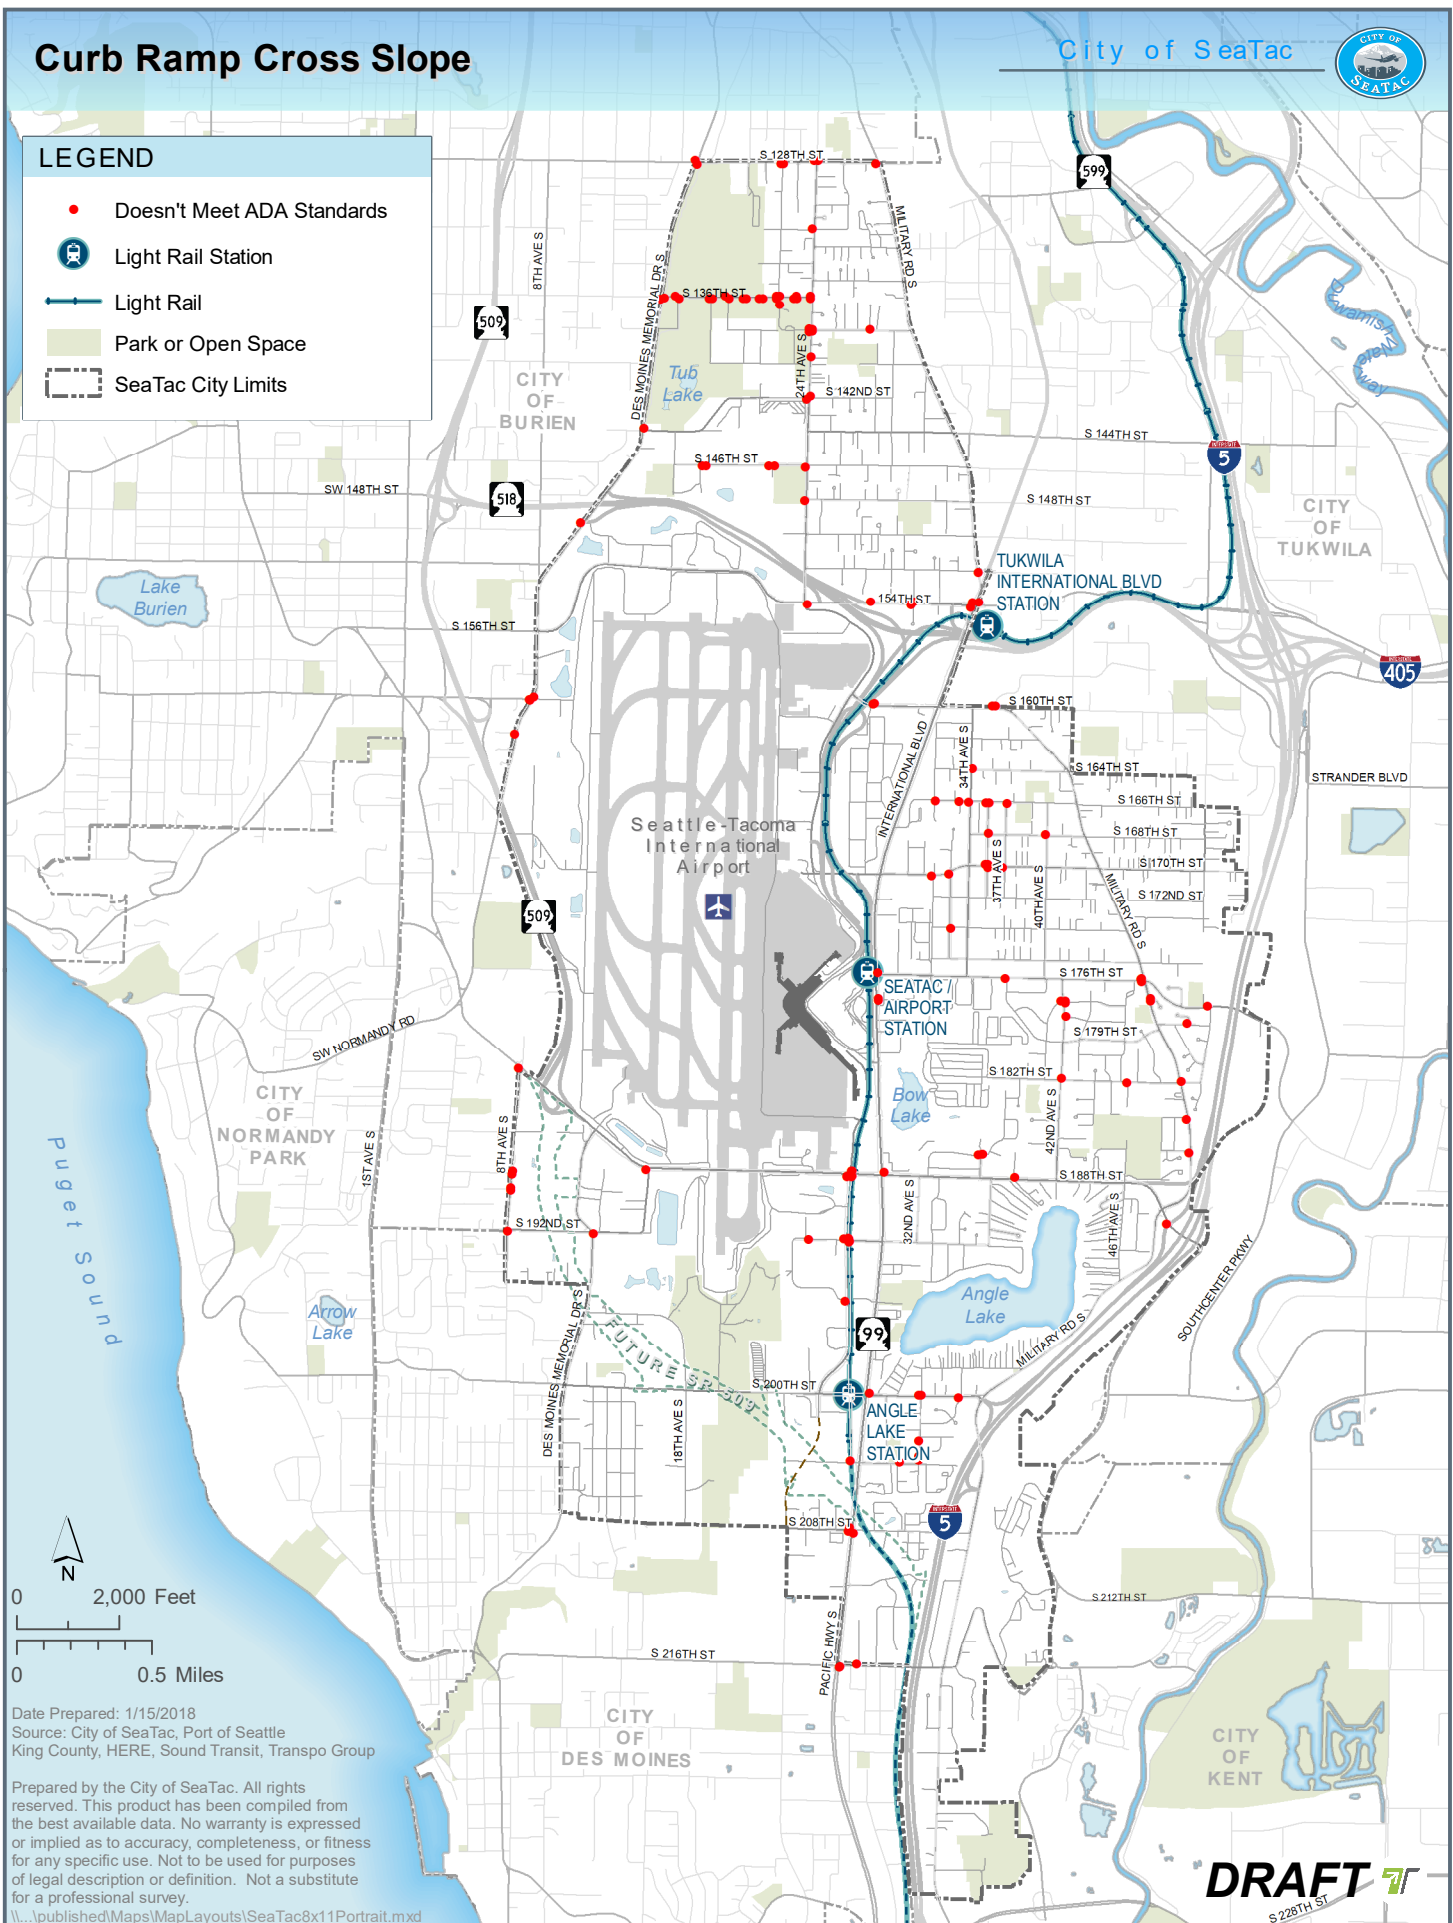 Curb Ramp Cross Slope
City of SeaTac
CITY OF
SEATAC
LEGEND
Doesn't Meet ADA Standards
Light Rail Station
Light Rail
Park or Open Space
SeaTac City Limits
S 128TH ST
599
MILITARY RD S
8TH AVE S
DES MOINES MEMORIAL DR S
S 136TH ST
509
Duwamish Waterway
24TH AVE S
Tub
Lake
CITY
OF
BURIEN
S 142ND ST
S 144TH ST
INTERSTATE
5
S 146TH ST
SW 148TH ST
518
S 148TH ST
CITY
OF
TUKWILA
TUKWILA
INTERNATIONAL BLVD
STATION
Lake
Burien
154TH ST
S 156TH ST
INTERSTATE
405
S 160TH ST
INTERNATIONAL BLVD
34TH AVE S
S 164TH ST
STRANDER BLVD
S 166TH ST
Seattle-Tacoma
International
Airport
S 168TH ST
37TH AVE S
S 170TH ST
40TH AVE S
MILITARY RD S
S 172ND ST
509
S 176TH ST
SEATAC /
AIRPORT
STATION
SW NORMANDY RD
S 179TH ST
S 182TH ST
Bow
Lake
CITY
OF
NORMANDY
PARK
42ND AVE S
8TH AVE S
1ST AVE S
S 188TH ST
Puget Sound
32ND AVE S
46TH AVE S
S 192ND ST
SOUTHCENTER PKWY
Angle
Lake
Arrow
Lake
99
MILITARY RD S
FUTURE SR 509
DES MOINES MEMORIAL DR S
S 200TH ST
18TH AVE S
ANGLE
LAKE
STATION
INTERSTATE
5
S 208TH ST
N
0 2,000 Feet
S 212TH ST
0 0.5 Miles
PACIFIC HWY S
S 216TH ST
CITY
OF
DES MOINES
CITY
OF
KENT
Date Prepared: 1/15/2018
Source: City of SeaTac, Port of Seattle
King County, HERE, Sound Transit, Transpo Group
Prepared by the City of SeaTac. All rights
reserved. This product has been compiled from
the best available data. No warranty is expressed
or implied as to accuracy, completeness, or fitness
for any specific use. Not to be used for purposes
of legal description or definition. Not a substitute
for a professional survey.
\\...\published\Maps\MapLayouts\SeaTac8x11Portrait.mxd
DRAFT
S 228TH ST